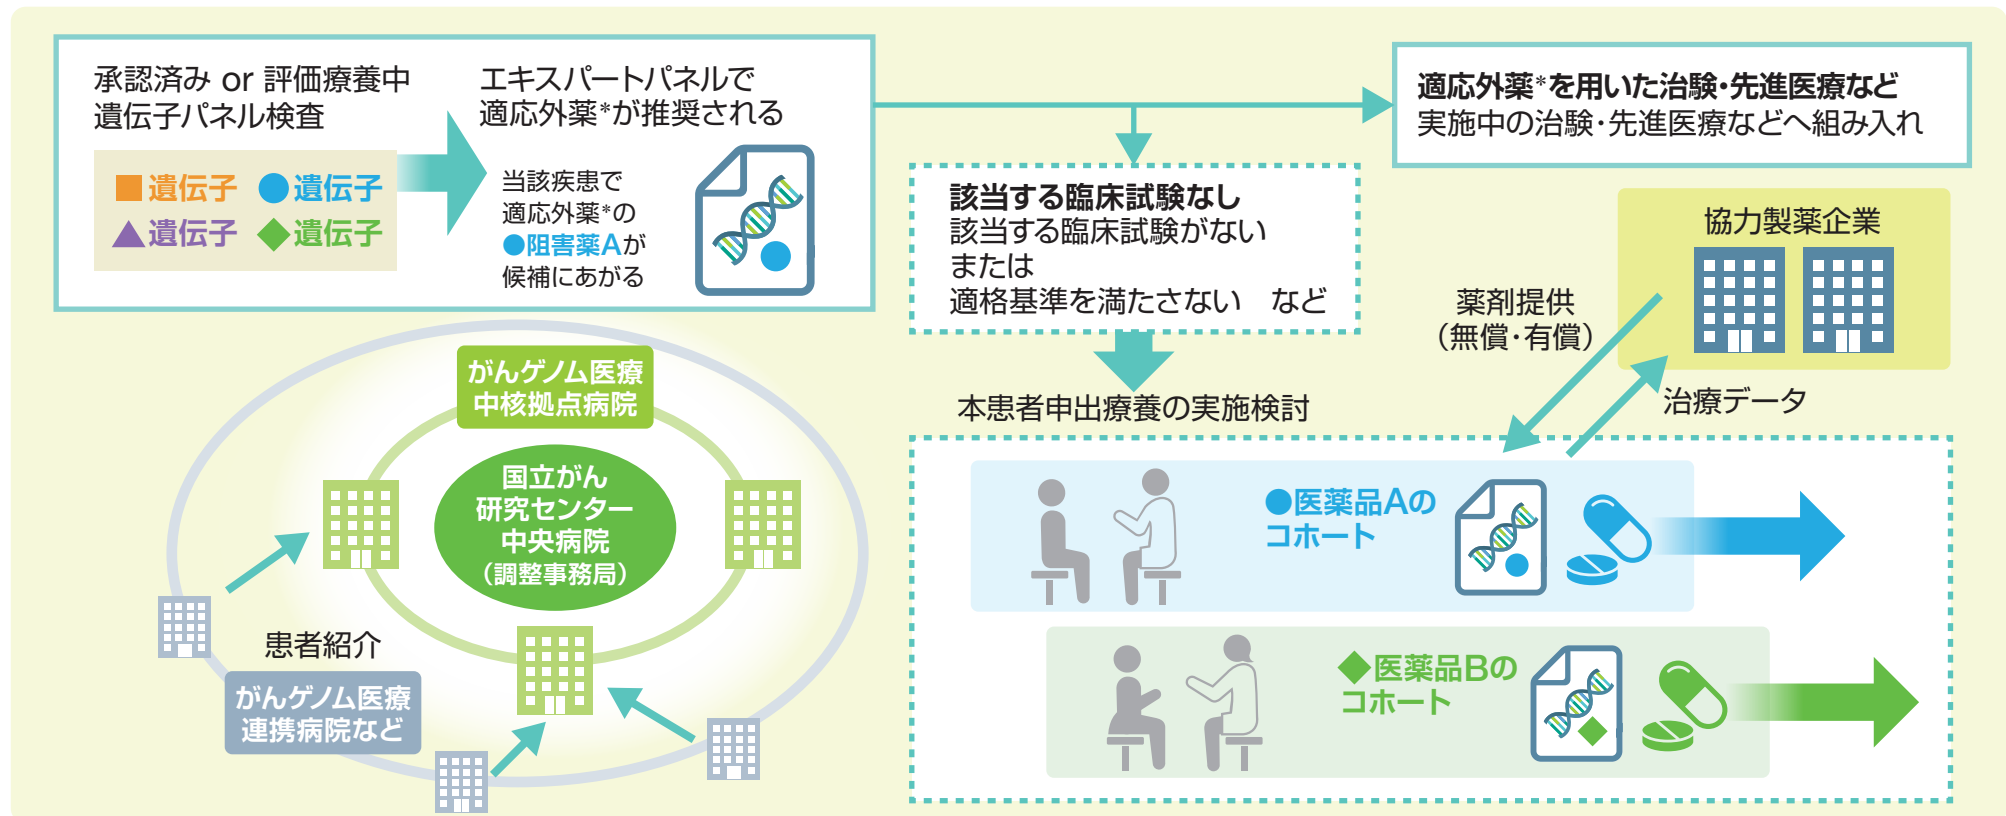 承認済み or 評価療養中
遺伝子パネル検査
■遺伝子 ●遺伝子
▲遺伝子 ◆遺伝子
エキスパートパネルで
適応外薬*が推奨される
当該疾患で
適応外薬*の
●阻害薬Aが
候補にあがる
適応外薬*を用いた治験・先進医療など
実施中の治験・先進医療などへ組み入れ
該当する臨床試験なし
該当する臨床試験がない
または
適格基準を満たさない など
協力製薬企業
薬剤提供
（無償・有償）
治療データ
本患者申出療養の実施検討
●医薬品Aの
コホート
◆医薬品Bの
コホート
がんゲノム医療
中核拠点病院
国立がん
研究センター
中央病院
（調整事務局）
患者紹介
がんゲノム医療
連携病院など